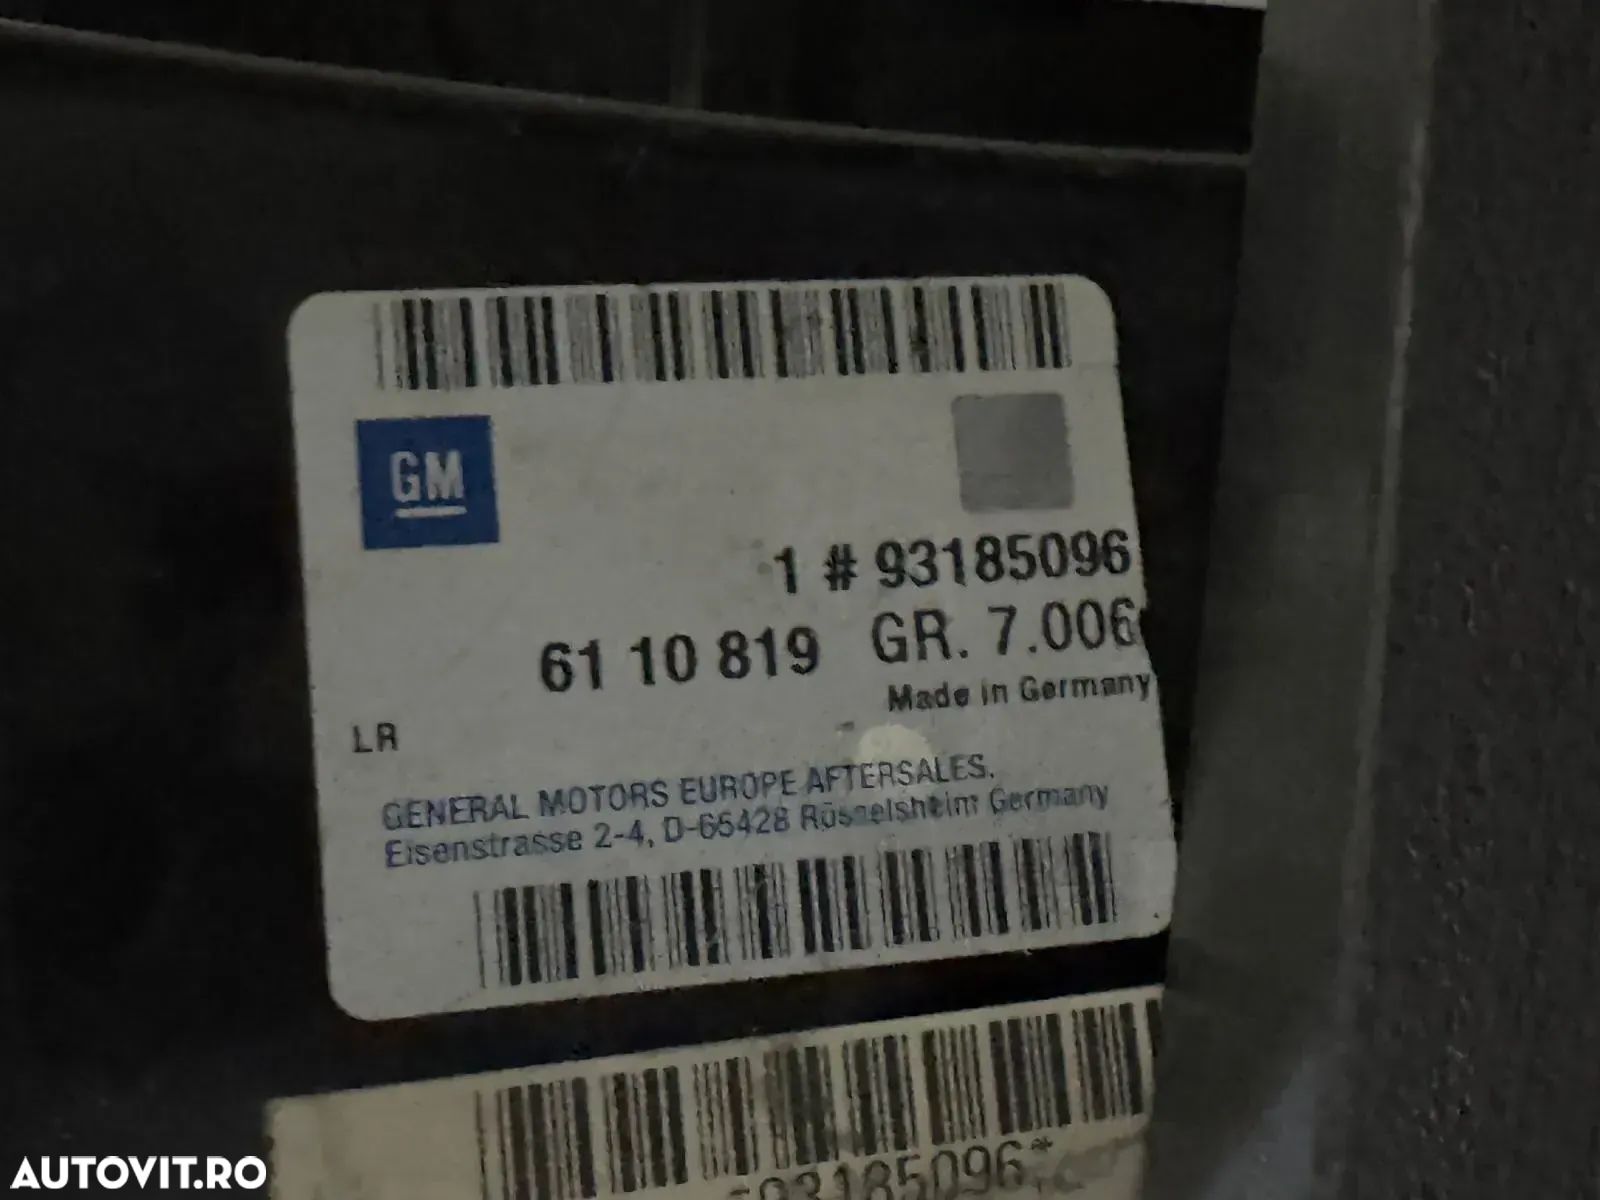 GM
1 # 93185096
61 10 819 GR. 7.006
Made in Germany
LR
GENERAL MOTORS EUROPE AFTERSALES.
Eisenstrasse 2-4, D-65428 Rüsselsheim Germany
93185096*
AUTOVIT.RO